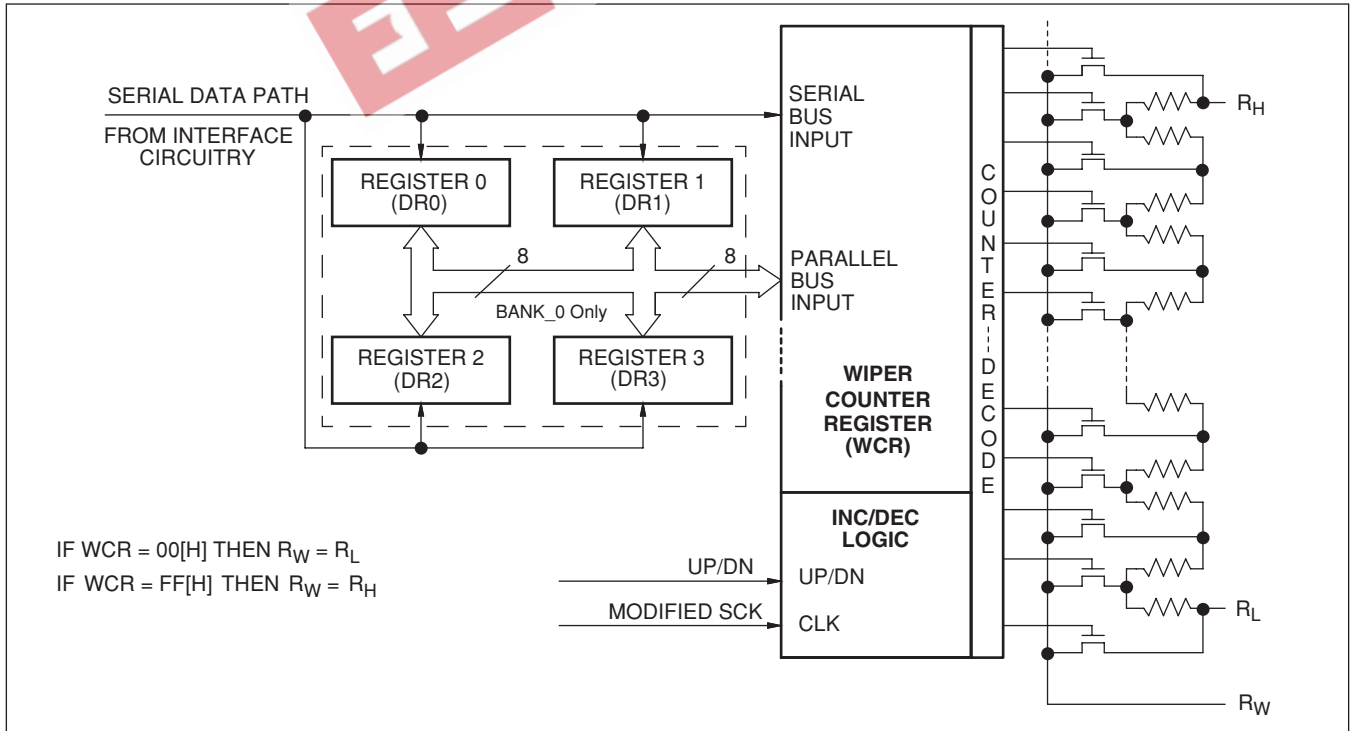 SERIAL DATA PATH
FROM INTERFACE
CIRCUITRY
REGISTER 0
(DR0)
REGISTER 1
(DR1)
8
8
BANK_0 Only
REGISTER 2
(DR2)
REGISTER 3
(DR3)
SERIAL
BUS
INPUT
PARALLEL
BUS
INPUT
WIPER
COUNTER
REGISTER
(WCR)
INC/DEC
LOGIC
UP/DN
UP/DN
MODIFIED SCK
CLK
COUNTER---DECODE
RH
RL
RW
IF WCR = 00[H] THEN RW = RL
IF WCR = FF[H] THEN RW = RH